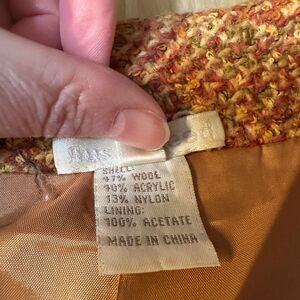 SHELL:
47% WOOL
40% ACRYLIC
13% NYLON
LINING:
100% ACETATE
MADE IN CHINA